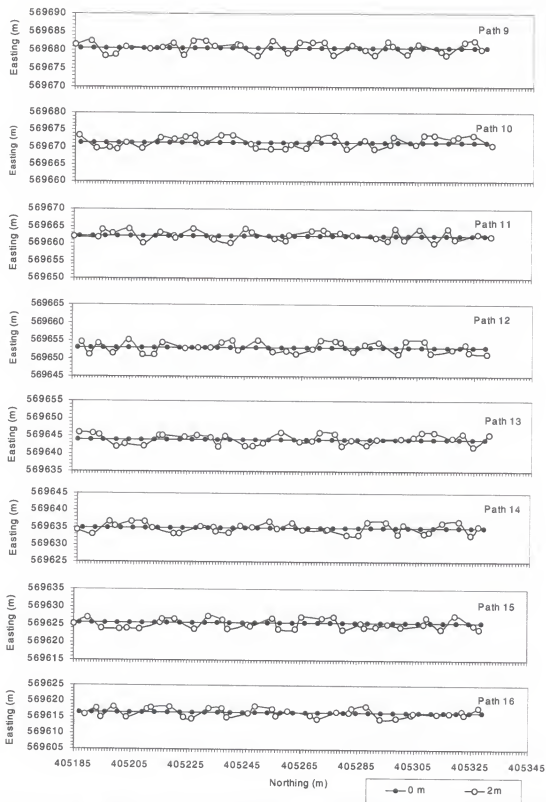 569690
Path 9
569680
569670
Easting (m)
569680
Path 10
569675
569670
569665
569660
Easting (m)
569670
Path 11
569665
569660
569655
569650
Easting (m)
569665
Path 12
569660
569655
569650
569645
Easting (m)
569655
Path 13
569650
569645
569640
569635
Easting (m)
569645
Path 14
569640
569635
569630
569625
Easting (m)
569635
Path 15
569630
569625
569620
569615
Easting (m)
569625
Path 16
569620
569615
569610
569605
Easting (m)
405185 405205 405225 405245 405265 405285 405305 405325 405345
Northing (m)
0 m 2m